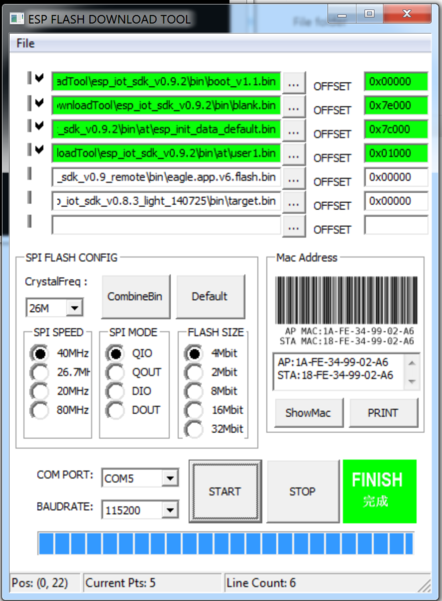 ESP FLASH DOWNLOAD TOOL
File
adTool\esp_iot_sdk_v0.9.2\bin\boot_v1.1.bin ... OFFSET 0x00000
wnloadTool\esp_iot_sdk_v0.9.2\bin\blank.bin ... OFFSET 0x7e000
_sdk_v0.9.2\bin\at\esp_init_data_default.bin ... OFFSET 0x7c000
loadTool\esp_iot_sdk_v0.9.2\bin\at\user1.bin ... OFFSET 0x01000
_sdk_v0.9_remote\bin\eagle.app.v6.flash.bin ... OFFSET 0x00000
o_iot_sdk_v0.8.3_light_140725\bin\target.bin ... OFFSET 0x00000
... OFFSET
SPI FLASH CONFIG
CrystalFreq :
26M
CombineBin
Default
SPI SPEED
40MHz
26.7MH
20MHz
80MHz
SPI MODE
QIO
QOUT
DIO
DOUT
FLASH SIZE
4Mbit
2Mbit
8Mbit
16Mbit
32Mbit
Mac Address
AP MAC:1A-FE-34-99-02-A6
STA MAC:18-FE-34-99-02-A6
AP:1A-FE-34-99-02-A6
STA:18-FE-34-99-02-A6
ShowMac
PRINT
COM PORT: COM5
BAUDRATE: 115200
START
STOP
FINISH
完成
Pos: (0, 22) Current Pts: 5 Line Count: 6